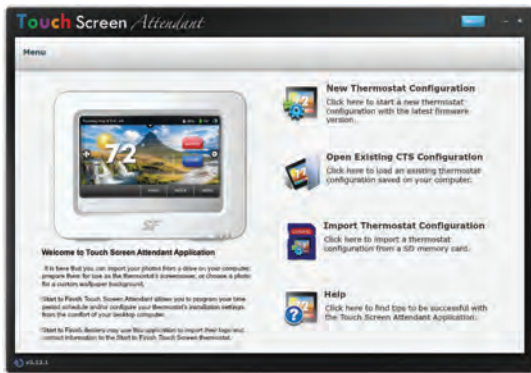 Touch Screen Attendant
Menu
72
SF
Welcome to Touch Screen Attendant Application
It is here that you can import your photos from a drive on your computer,
prepare them for use as the thermostat's screensaver, or choose a photo
for a custom wallpaper background.
Start to Finish Touch Screen Attendant allows you to program your time
period schedule and/or configure your thermostat's installation settings
from the comfort of your desktop computer.
Start to Finish dealers may use this application to import their logo and
contact information to the Start to Finish Touch Screen thermostat.
New Thermostat Configuration
Click here to start a new thermostat
configuration with the latest firmware
version.
Open Existing CTS Configuration
Click here to load an existing thermostat
configuration saved on your computer.
Import Thermostat Configuration
Click here to import a thermostat
configuration from a SD memory card.
Help
Click here to find tips to be successful with
the Touch Screen Attendant Application.